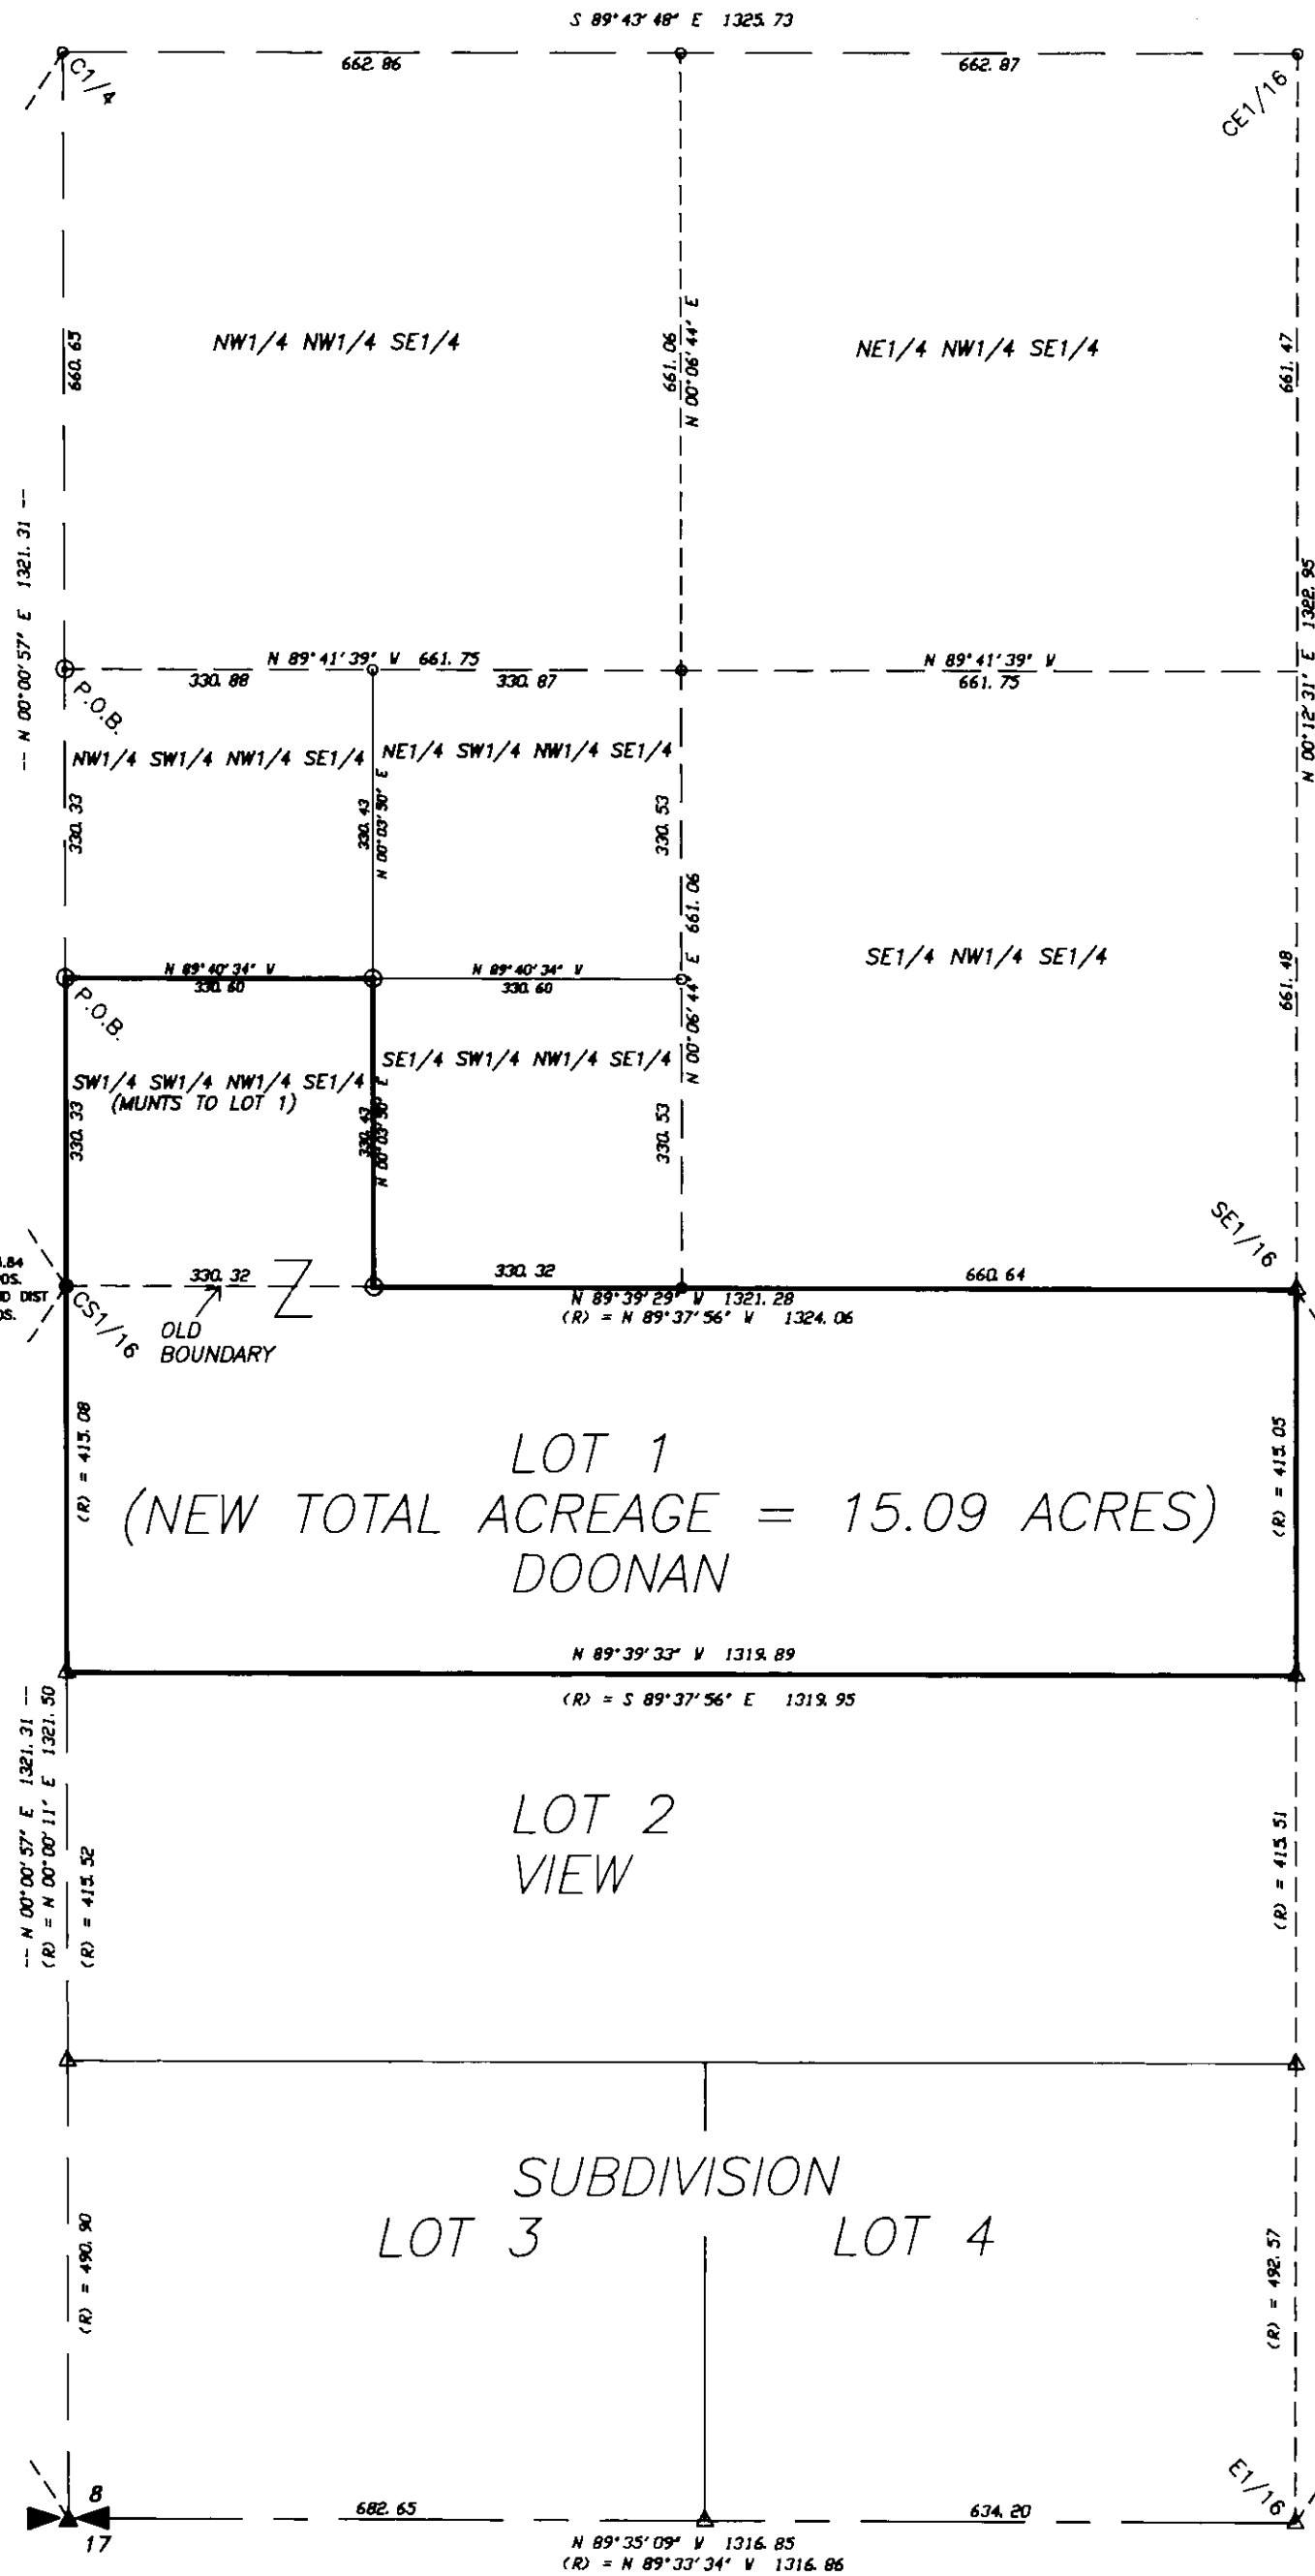 S 89°43'48" E 1325.73
662.86
662.87
C1/4
CE1/16
660.65
NW1/4 NW1/4 SE1/4
661.06
N 00°06'44" E
NE1/4 NW1/4 SE1/4
661.47
-- N 00°00'57" E 1321.31 --
N 00°12'31" E 1322.95
N 89°41'39" W 661.75
330.88
330.87
N 89°41'39" W
661.75
P.O.B.
NW1/4 SW1/4 NW1/4 SE1/4
NE1/4 SW1/4 NW1/4 SE1/4
330.33
330.43
N 00°03'50" E
330.53
N 00°06'44" E 661.06
SE1/4 NW1/4 SE1/4
661.48
N 89°40'34" W
330.60
N 89°40'34" W
330.60
P.O.B.
SW1/4 SW1/4 NW1/4 SE1/4
(MUNTS TO LOT 1)
SE1/4 SW1/4 NW1/4 SE1/4
330.33
330.43
N 00°03'50" E
330.53
SE1/16
.84
OS.
D DIST
OS.
CS1/16
330.32
OLD
BOUNDARY
330.32
660.64
N 89°39'29" W 1321.28
(R) = N 89°37'56" W 1324.06
(R) = 415.08
LOT 1
(NEW TOTAL ACREAGE = 15.09 ACRES)
DOONAN
(R) = 415.05
N 89°39'33" W 1319.89
(R) = S 89°37'56" E 1319.95
-- N 00°00'57" E 1321.31 --
(R) = N 00°00'11" E 1321.50
(R) = 415.52
LOT 2
VIEW
(R) = 415.51
SUBDIVISION
LOT 3 LOT 4
(R) = 490.90
(R) = 492.57
8
17
682.65
634.20
E1/16
N 89°35'09" W 1316.85
(R) = N 89°33'34" W 1316.86